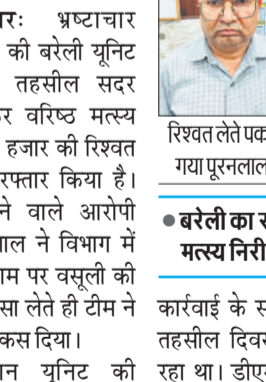 रः भ्रष्टाचार
की बरेली यूनिट
तहसील सदर
वरिष्ठ मत्स्य
हजार की रिश्वत
रफ्तार किया है।
ने वाले आरोपी
ाल ने विभाग में
ाम पर वसूली की
सा लेते ही टीम ने
कस दिया।
यूनिट की
रिश्वत लेते पक
गया पूरनलाल
● बरेली का
मत्स्य निरी
कार्रवाई के
तहसील दिव
रहा था। डीए